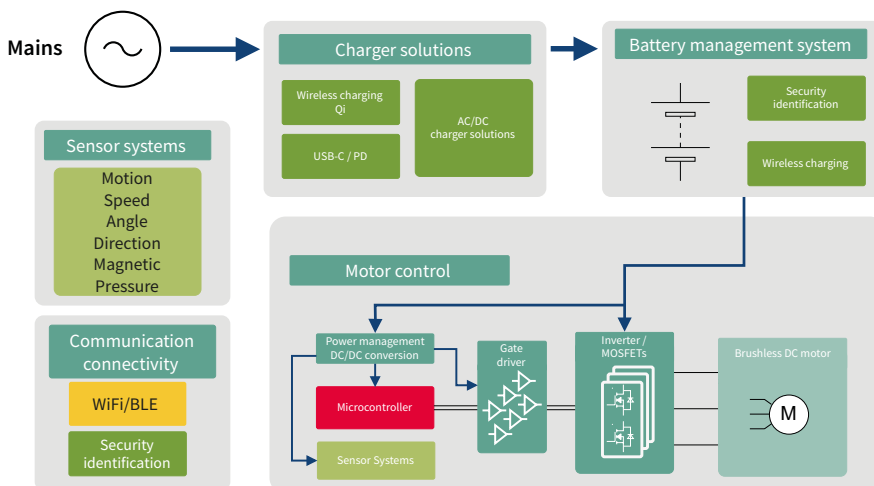 Mains
Charger solutions
Wireless charging
Qi
USB-C / PD
AC/DC
charger solutions
Battery management system
Security
identification
Wireless charging
Sensor systems
Motion
Speed
Angle
Direction
Magnetic
Pressure
Communication
connectivity
WiFi/BLE
Security
identification
Motor control
Power management
DC/DC conversion
Microcontroller
Sensor Systems
Gate
driver
Inverter /
MOSFETs
Brushless DC motor
M